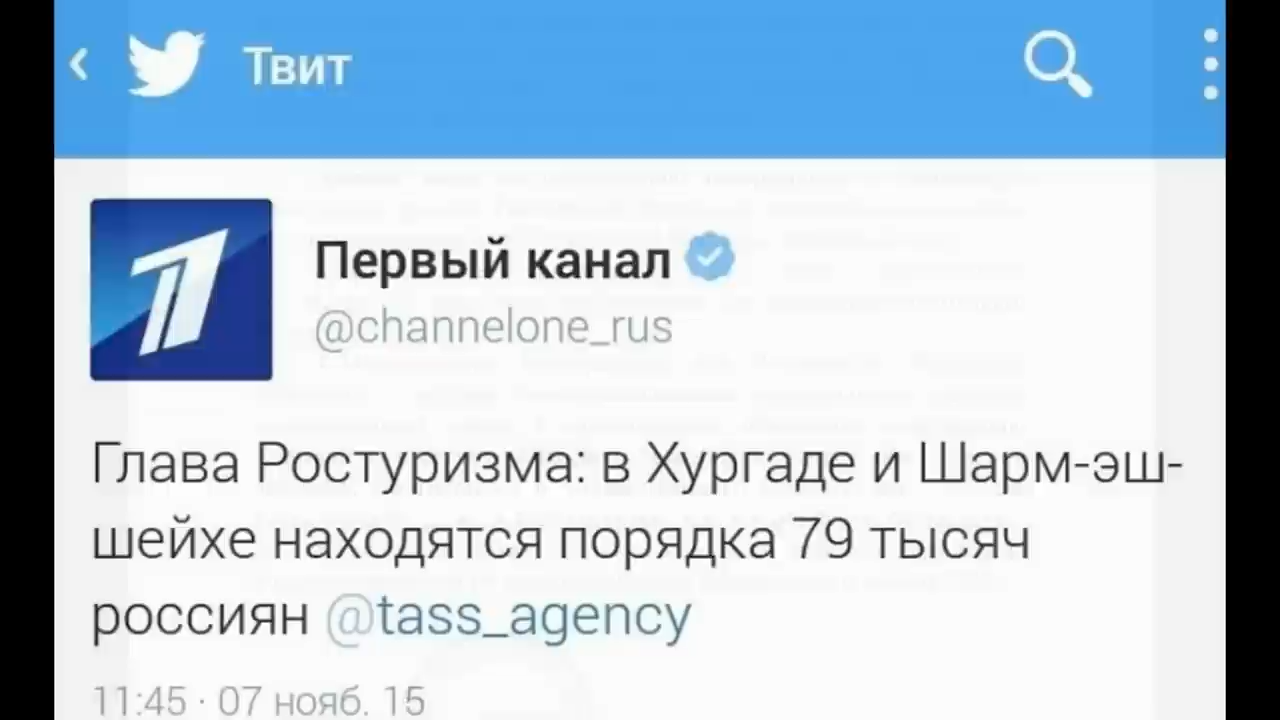 Твит
Первый канал
@channelone_rus
Глава Ростуризма: в Хургаде и Шарм-эш-
шейхе находятся порядка 79 тысяч
россиян @tass_agency
11:45 · 07 нояб. 15